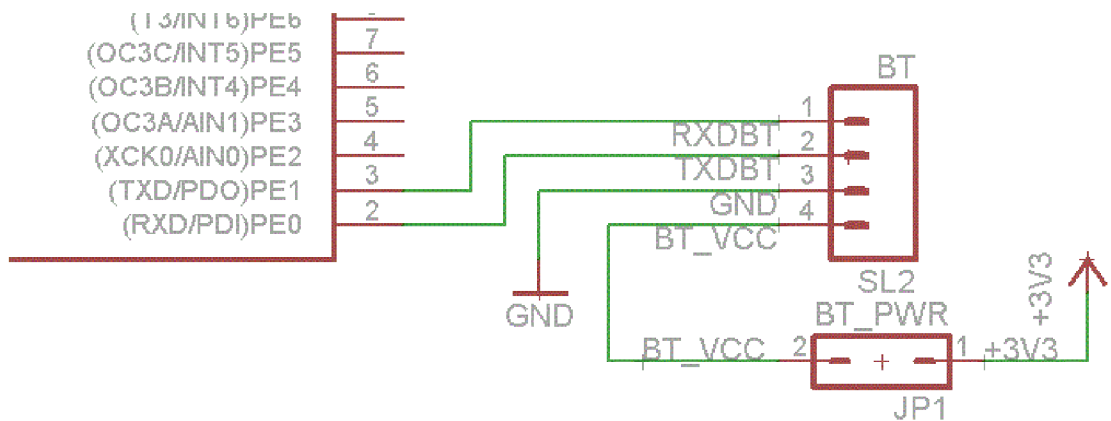 (T3/INT6)PE6
7
(OC3C/INT5)PE5
6
(OC3B/INT4)PE4
5
(OC3A/AIN1)PE3
4
(XCK0/AIN0)PE2
3
(TXD/PDO)PE1
2
(RXD/PDI)PE0
BT
1
RXDBT
2
TXDBT
3
GND
4
BT_VCC
SL2
GND
BT_PWR
+3V3
BT_VCC
2
1
+3V3
JP1